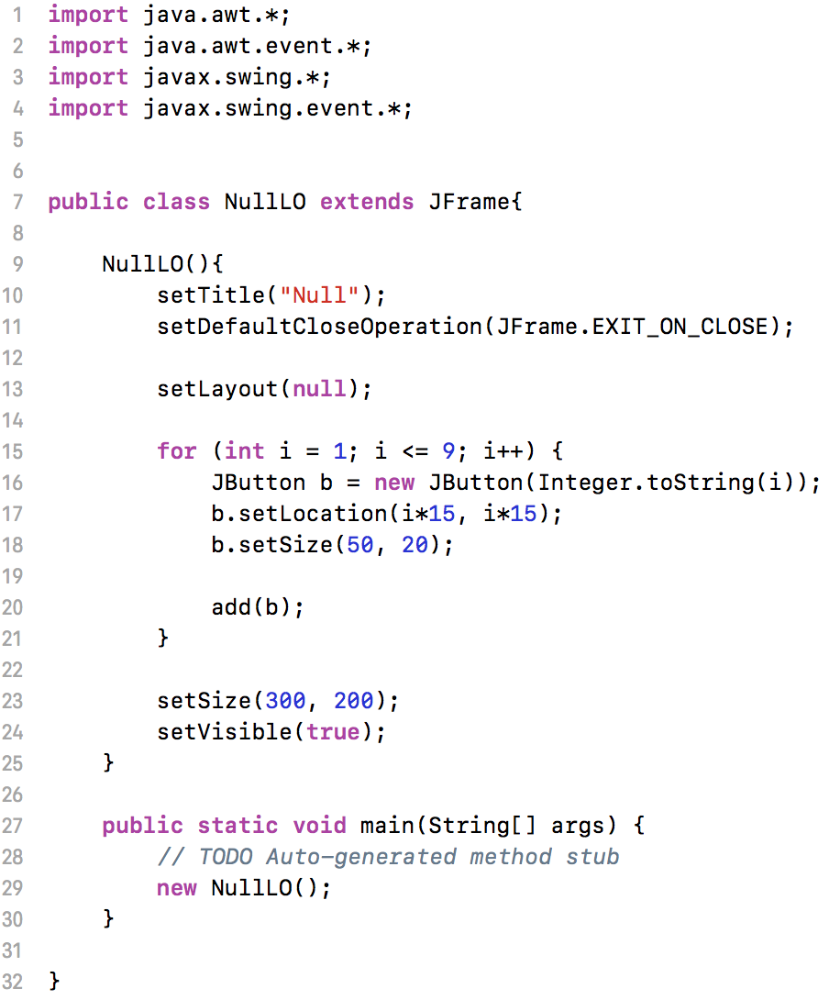 1 import java.awt.*;
2 import java.awt.event.*;
3 import javax.swing.*;
4 import javax.swing.event.*;
5
6
7 public class NullLO extends JFrame{
8
9     NullLO(){
10         setTitle("Null");
11         setDefaultCloseOperation(JFrame.EXIT_ON_CLOSE);
12
13         setLayout(null);
14
15         for (int i = 1; i <= 9; i++) {
16             JButton b = new JButton(Integer.toString(i));
17             b.setLocation(i*15, i*15);
18             b.setSize(50, 20);
19
20             add(b);
21         }
22
23         setSize(300, 200);
24         setVisible(true);
25     }
26
27     public static void main(String[] args) {
28         // TODO Auto-generated method stub
29         new NullLO();
30     }
31
32 }